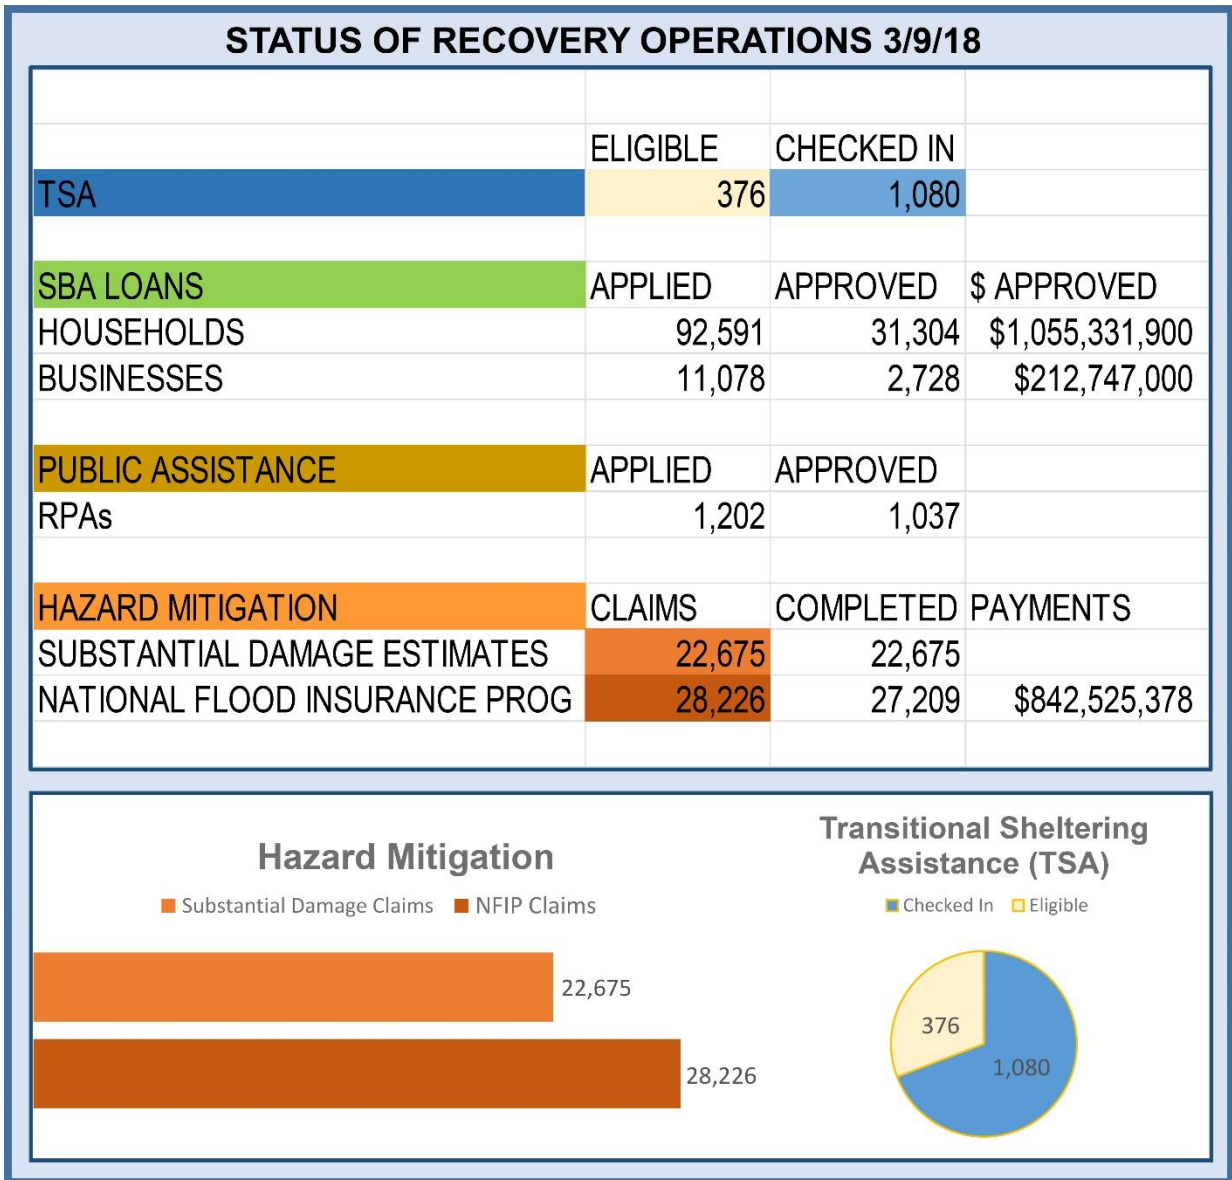 STATUS OF RECOVERY OPERATIONS 3/9/18
ELIGIBLE CHECKED IN
TSA 376 1,080
SBA LOANS APPLIED APPROVED $ APPROVED
HOUSEHOLDS 92,591 31,304 $1,055,331,900
BUSINESSES 11,078 2,728 $212,747,000
PUBLIC ASSISTANCE APPLIED APPROVED
RPAs 1,202 1,037
HAZARD MITIGATION CLAIMS COMPLETED PAYMENTS
SUBSTANTIAL DAMAGE ESTIMATES 22,675 22,675
NATIONAL FLOOD INSURANCE PROG 28,226 27,209 $842,525,378
Hazard Mitigation
Substantial Damage Claims NFIP Claims
22,675
28,226
Transitional Sheltering
Assistance (TSA)
Checked In Eligible
376
1,080